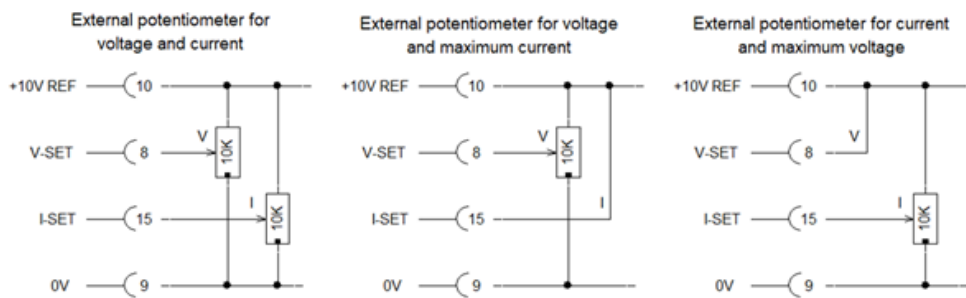 External potentiometer for
voltage and current
+10V REF 10
V
V-SET 8 10K
I
I-SET 15 10K
0V 9
External potentiometer for voltage
and maximum current
+10V REF 10
V
V-SET 8 10K
I
I-SET 15
0V 9
External potentiometer for current
and maximum voltage
+10V REF 10
V
V-SET 8
I
I-SET 15 10K
0V 9